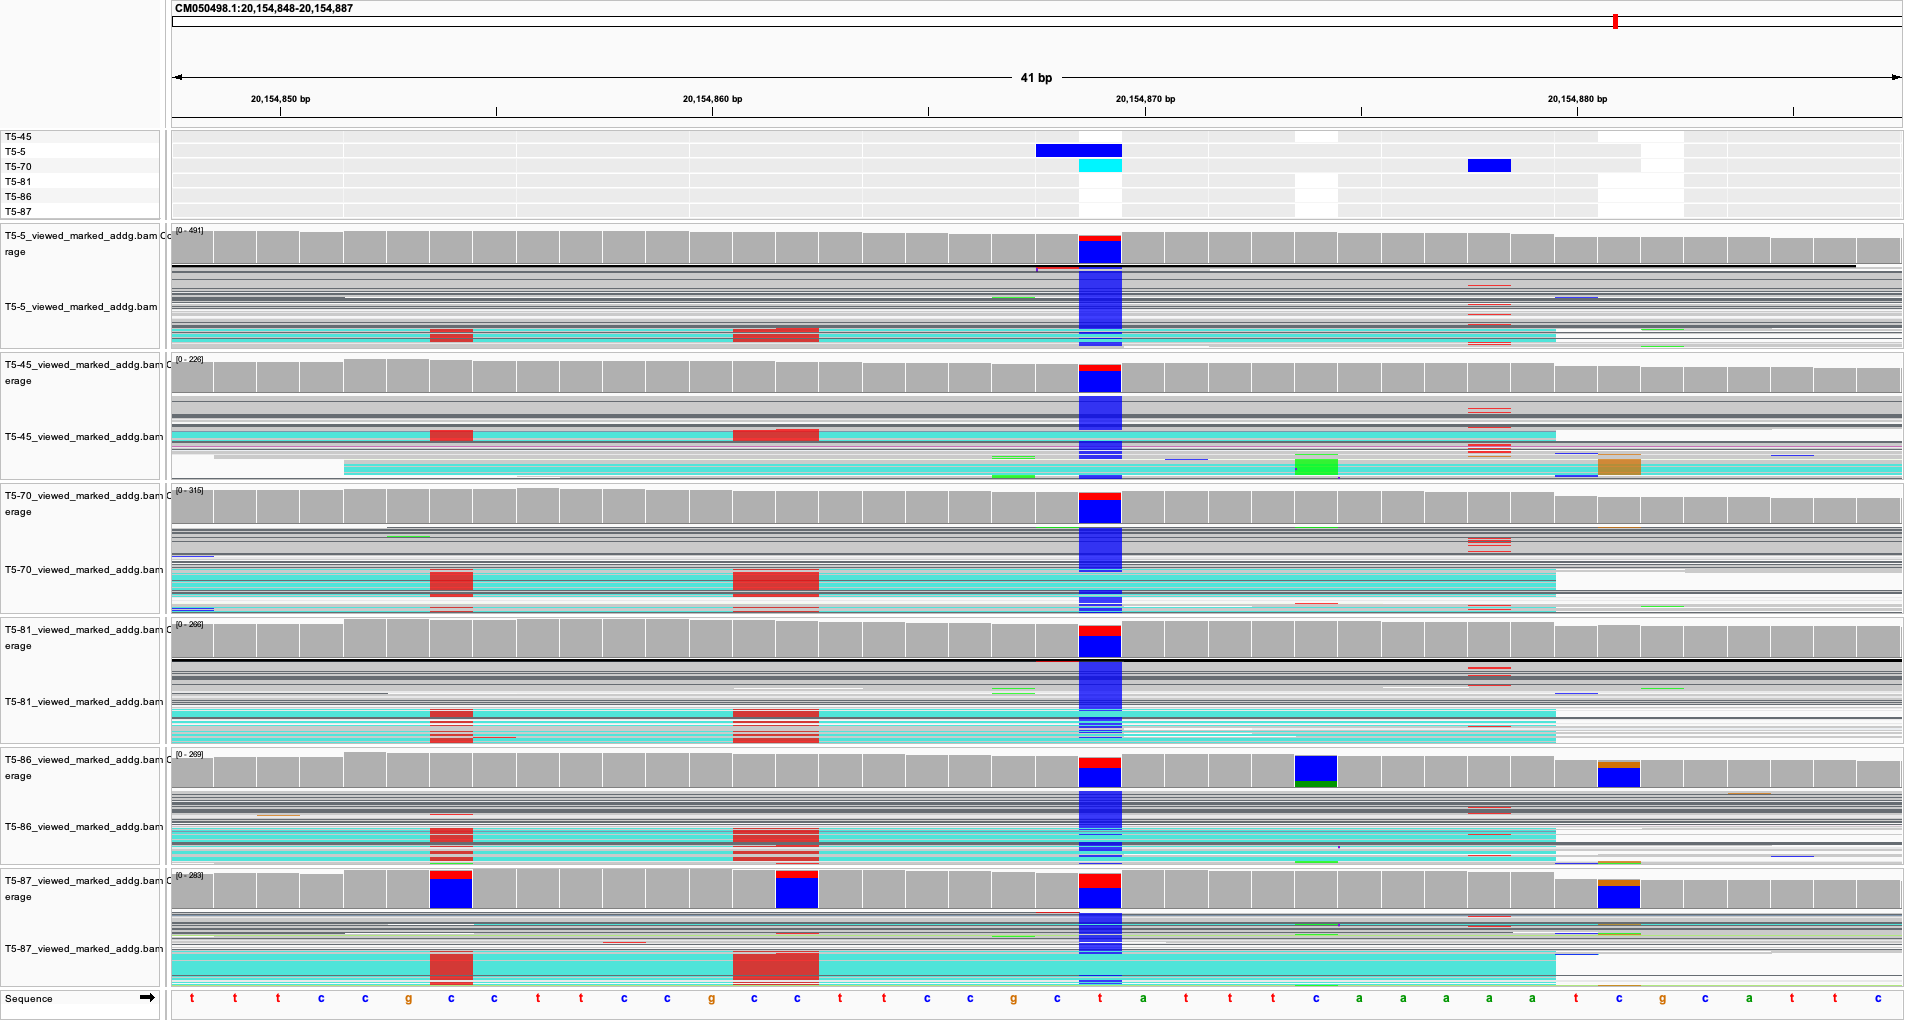 CM050498.1:20,154,848-20,154,887
41 bp
20,154,850 bp 20,154,860 bp 20,154,870 bp 20,154,880 bp
T5-45
T5-5
T5-70
T5-81
T5-86
T5-87
T5-5_viewed_marked_addg.bam Co [0 - 491]
rage
T5-5_viewed_marked_addg.bam
T5-45_viewed_marked_addg.bam C [0 - 226]
erage
T5-45_viewed_marked_addg.bam
T5-70_viewed_marked_addg.bam C [0 - 315]
erage
T5-70_viewed_marked_addg.bam
T5-81_viewed_marked_addg.bam C [0 - 266]
erage
T5-81_viewed_marked_addg.bam
T5-86_viewed_marked_addg.bam C [0 - 269]
erage
T5-86_viewed_marked_addg.bam
T5-87_viewed_marked_addg.bam C [0 - 283]
erage
T5-87_viewed_marked_addg.bam
Sequence t t t c c g c c t t c c g c c t t c c g c t a t t t c a a a a a t c g c a t t c